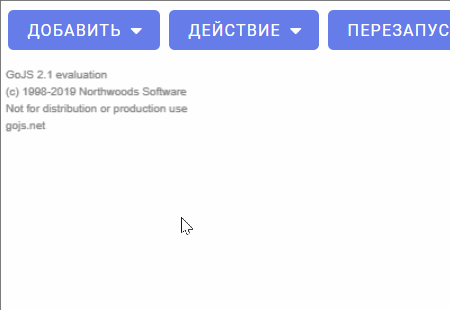 ДОБАВИТЬ ДЕЙСТВИЕ ПЕРЕЗАПУС
GoJS 2.1 evaluation
(c) 1998-2019 Northwoods Software
Not for distribution or production use
gojs.net